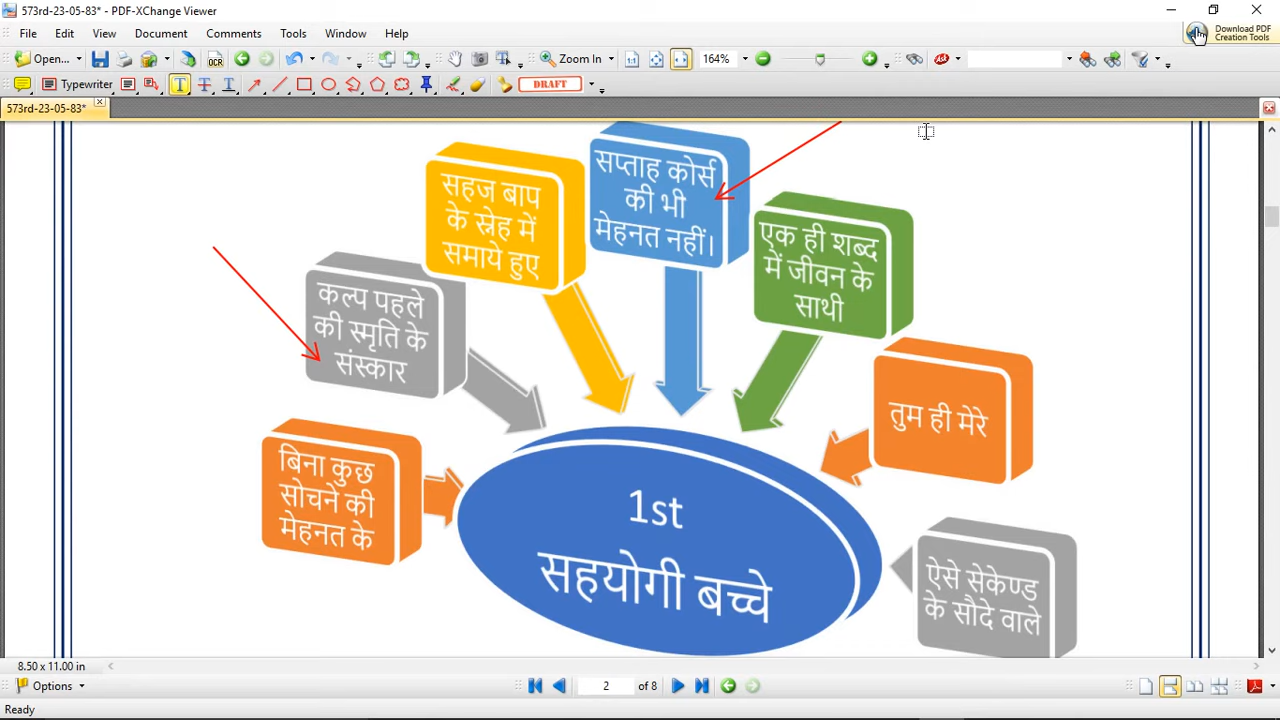 573rd-23-05-83* - PDF-XChange Viewer
File Edit View Document Comments Tools Window Help
Download PDF
Creation Tools
Open... OCR Zoom In 164%
Typewriter DRAFT
573rd-23-05-83*
सप्ताह कोर्स
की भी
मेहनत नहीं।
सहज बाप
के स्नेह में
समाये हुए
एक ही शब्द
में जीवन के
साथी
कल्प पहले
की स्मृति के
संस्कार
तुम ही मेरे
बिना कुछ
सोचने की
मेहनत के
1st
सहयोगी बच्चे
ऐसे सेकेण्ड
के सौदे वाले
8.50 x 11.00 in
Options 2 of 8
Ready